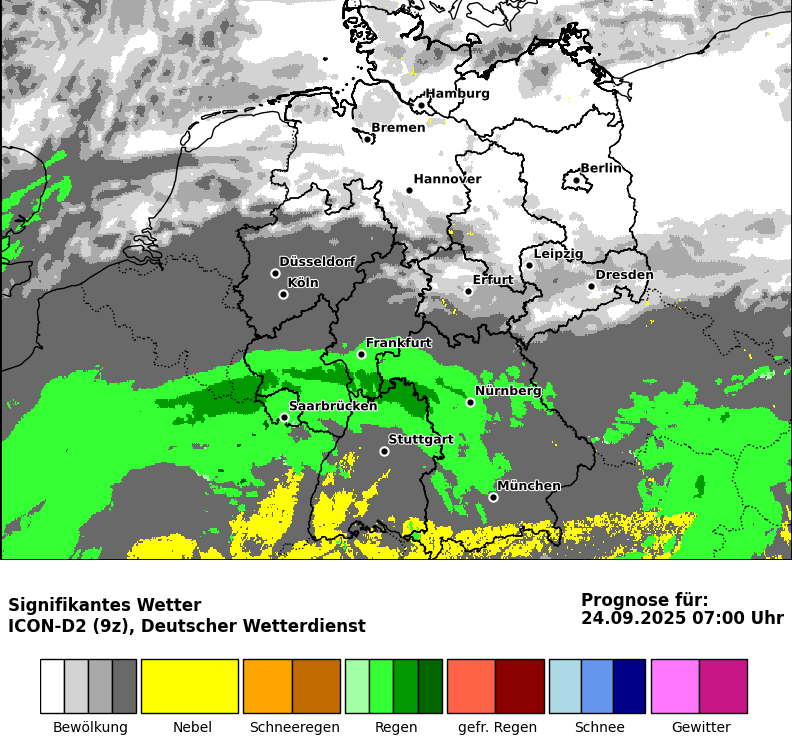 Hamburg
Bremen
Berlin
Hannover
Leipzig
Düsseldorf
Dresden
Köln
Erfurt
Frankfurt
Nürnberg
Saarbrücken
Stuttgart
München
Signifikantes Wetter
ICON-D2 (9z), Deutscher Wetterdienst
Prognose für:
24.09.2025 07:00 Uhr
Bewölkung
Nebel
Schneeregen
Regen
gefr. Regen
Schnee
Gewitter